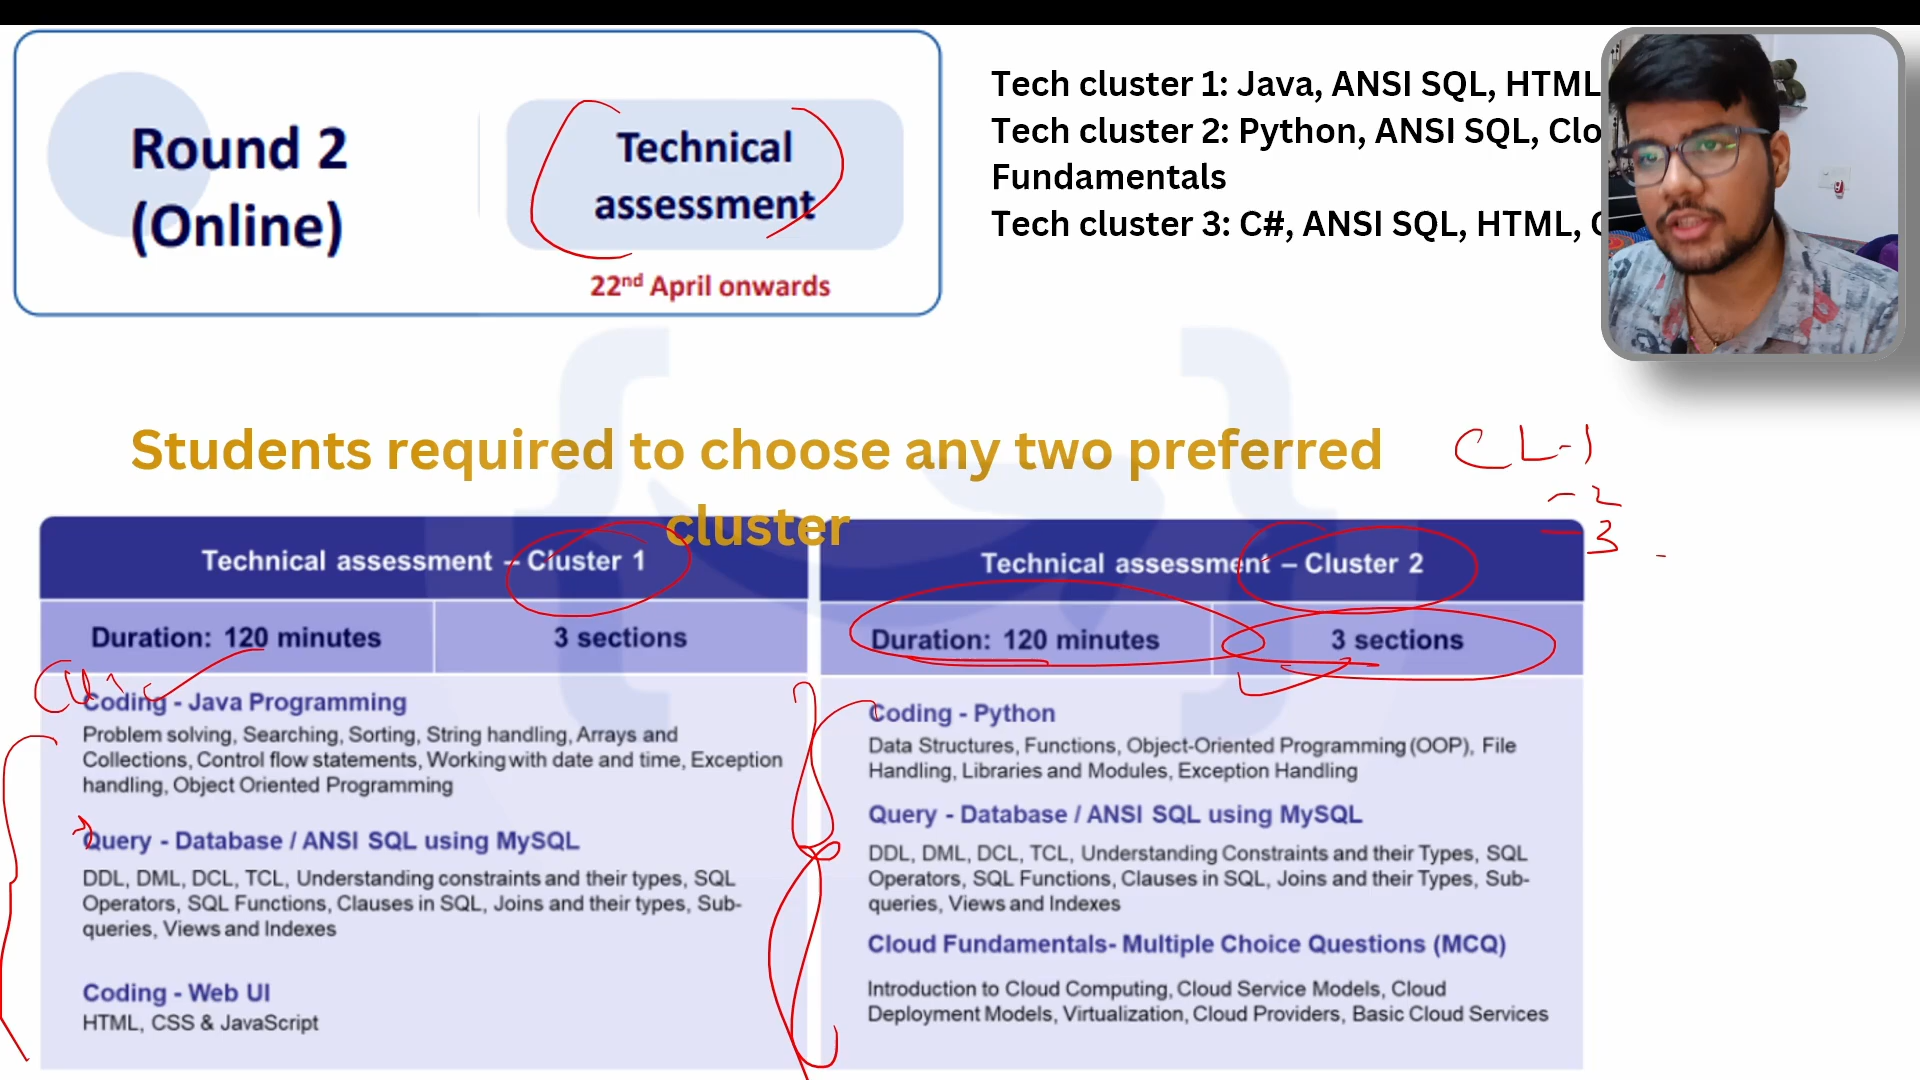 Round 2
(Online)
Technical
assessment
22nd April onwards
Tech cluster 1: Java, ANSI SQL, HTML
Tech cluster 2: Python, ANSI SQL,
Fundamentals
Tech cluster 3: C#, ANSI SQL, HTML,
Students required to choose any two preferred
cluster
CL-1
-2
-3
Technical assessment – Cluster 1
Duration: 120 minutes
3 sections
Coding - Java Programming
Problem solving, Searching, Sorting, String handling, Arrays and
Collections, Control flow statements, Working with date and time, Exception
handling, Object Oriented Programming
Query - Database / ANSI SQL using MySQL
DDL, DML, DCL, TCL, Understanding constraints and their types, SQL
Operators, SQL Functions, Clauses in SQL, Joins and their types, Sub-
queries, Views and Indexes
Coding - Web UI
HTML, CSS & JavaScript
Technical assessment – Cluster 2
Duration: 120 minutes
3 sections
Coding - Python
Data Structures, Functions, Object-Oriented Programming (OOP), File
Handling, Libraries and Modules, Exception Handling
Query - Database / ANSI SQL using MySQL
DDL, DML, DCL, TCL, Understanding Constraints and their Types, SQL
Operators, SQL Functions, Clauses in SQL, Joins and their Types, Sub-
queries, Views and Indexes
Cloud Fundamentals- Multiple Choice Questions (MCQ)
Introduction to Cloud Computing, Cloud Service Models, Cloud
Deployment Models, Virtualization, Cloud Providers, Basic Cloud Services